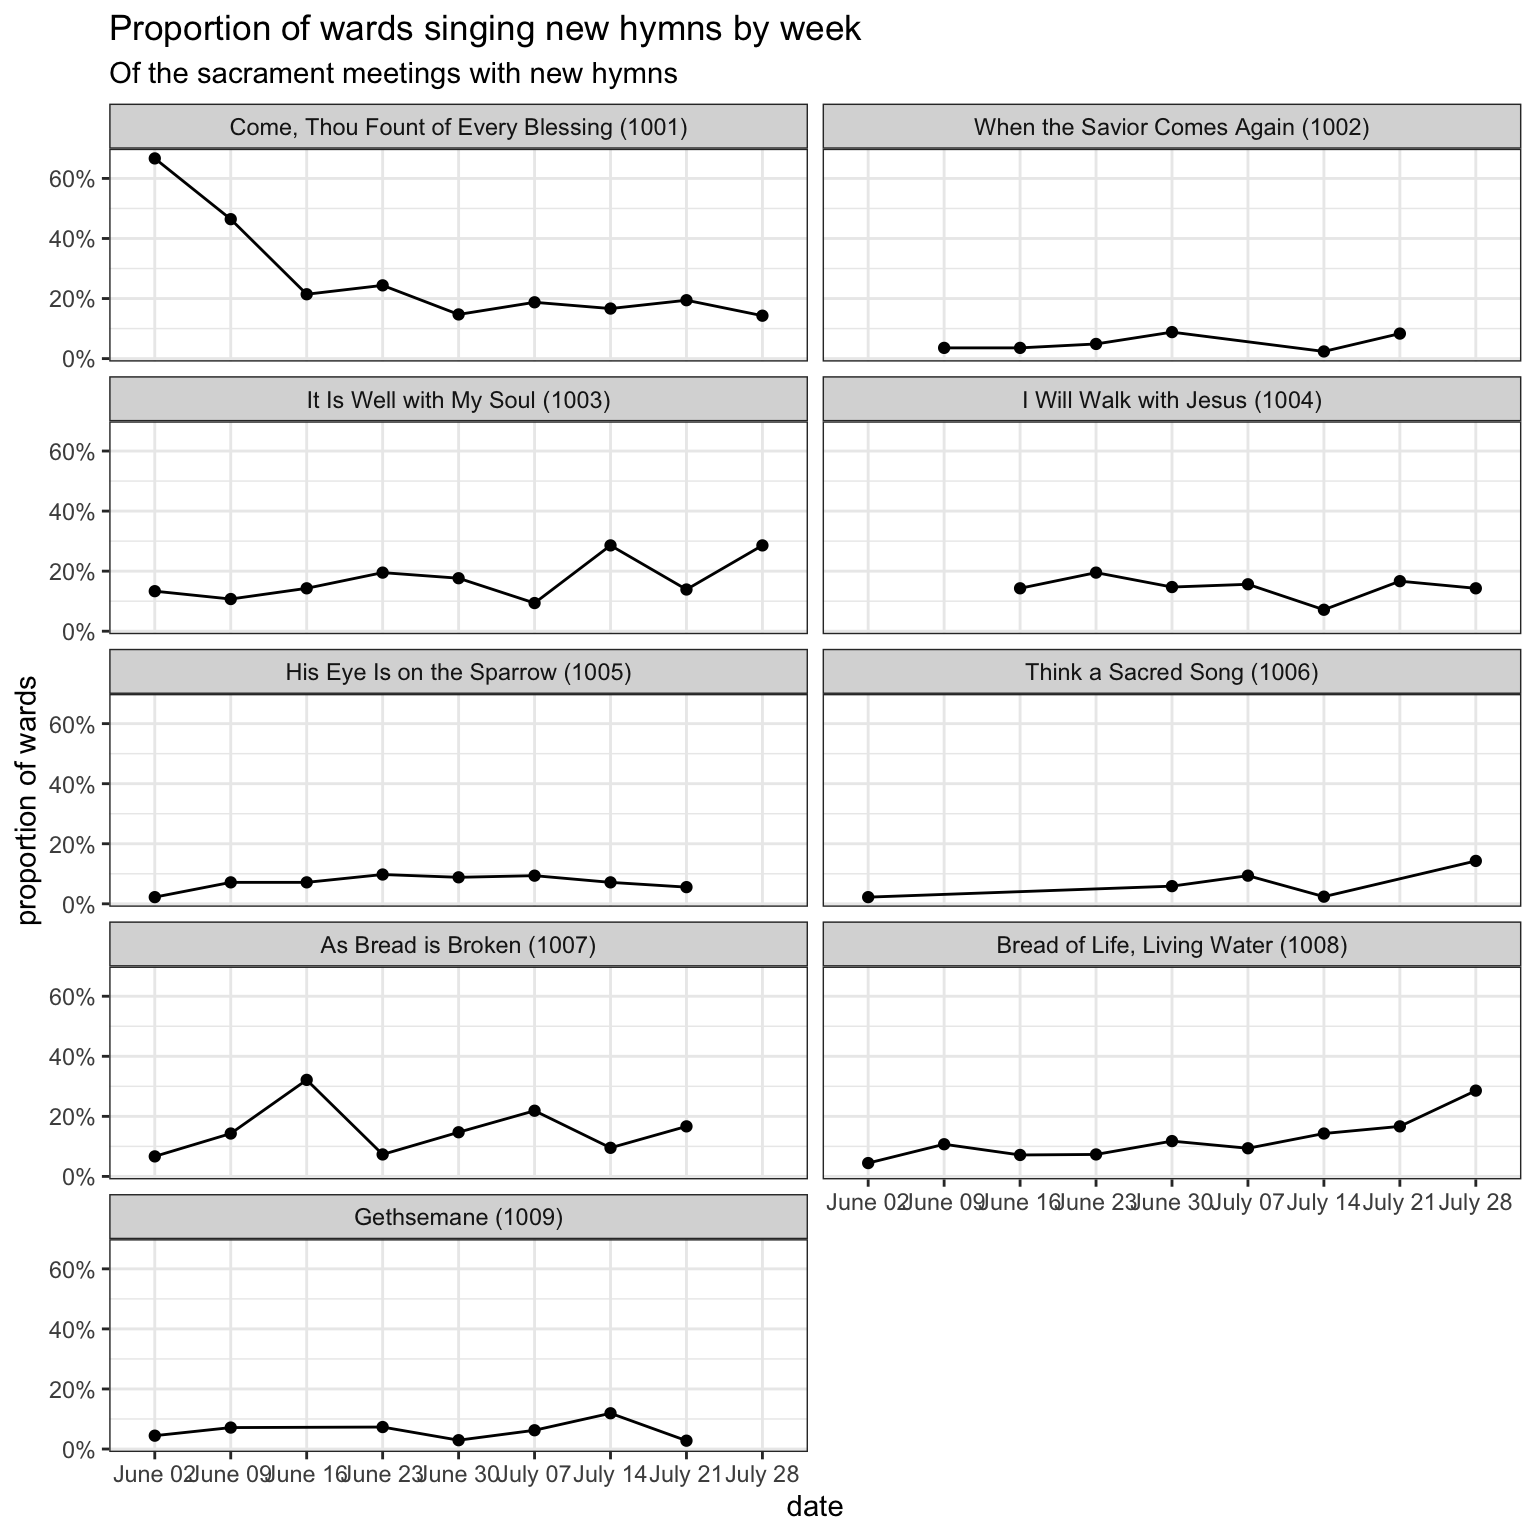 Proportion of wards singing new hymns by week
Of the sacrament meetings with new hymns
Come, Thou Fount of Every Blessing (1001)
When the Savior Comes Again (1002)
60%
40%
20%
0%
It Is Well with My Soul (1003)
I Will Walk with Jesus (1004)
60%
40%
20%
0%
His Eye Is on the Sparrow (1005)
Think a Sacred Song (1006)
60%
40%
20%
0%
As Bread is Broken (1007)
Bread of Life, Living Water (1008)
60%
40%
20%
0%
June 02 June 09 June 16 June 23 June 30 July 07 July 14 July 21 July 28
Gethsemane (1009)
60%
40%
20%
0%
June 02 June 09 June 16 June 23 June 30 July 07 July 14 July 21 July 28
date
proportion of wards